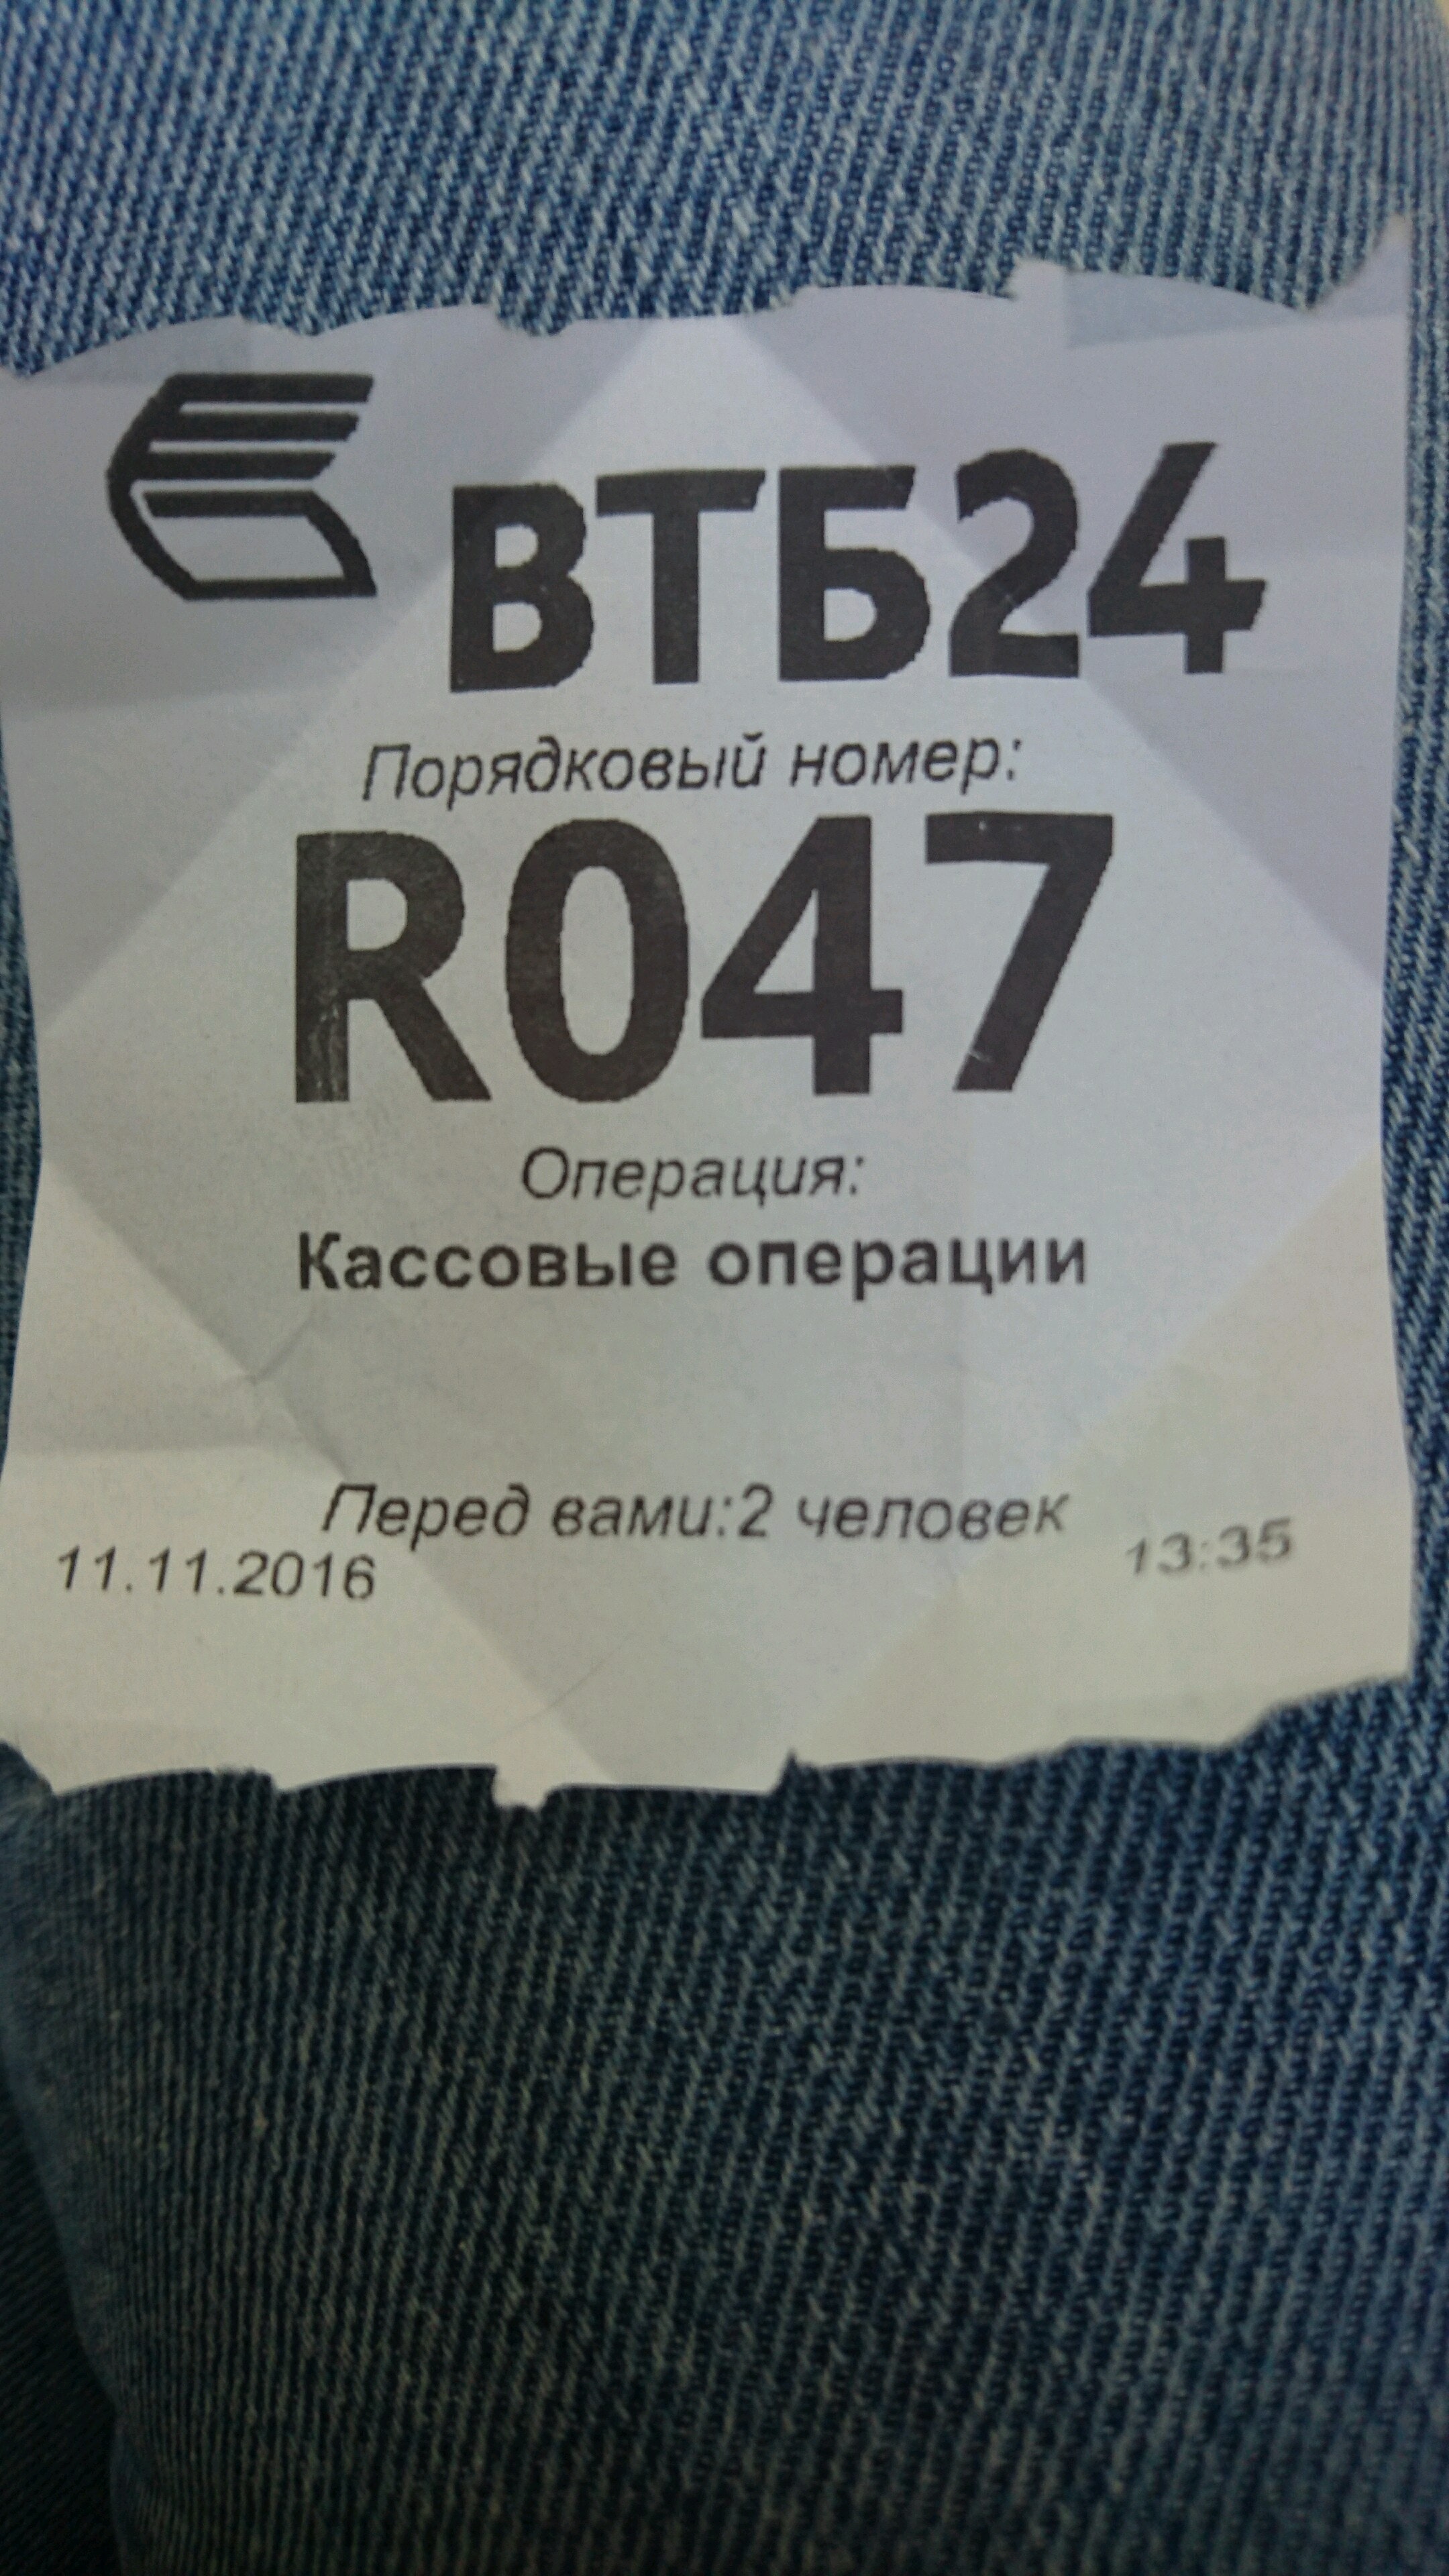 ВТБ24
Порядковый номер:
R047
Операция:
Кассовые операции
Перед вами:2 человек
11.11.2016 13:35